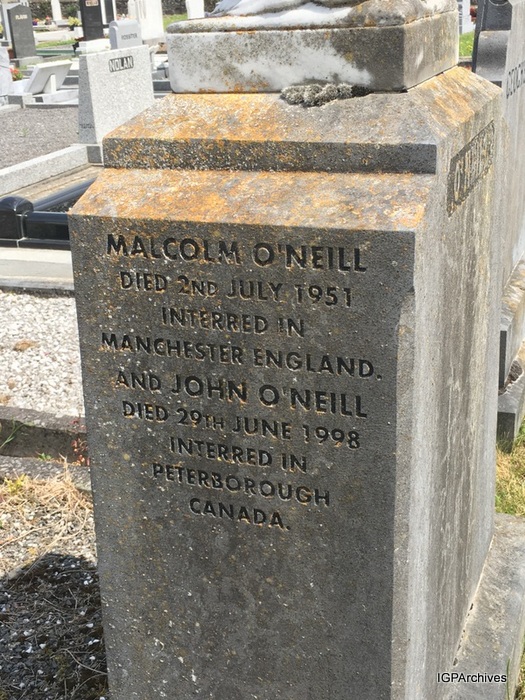 NOLAN
MALCOLM O'NEILL
DIED 2ND JULY 1951
INTERRED IN
MANCHESTER ENGLAND.
AND JOHN O'NEILL
DIED 29TH JUNE 1998
INTERRED IN
PETERBOROUGH
CANADA.
IGPArchives